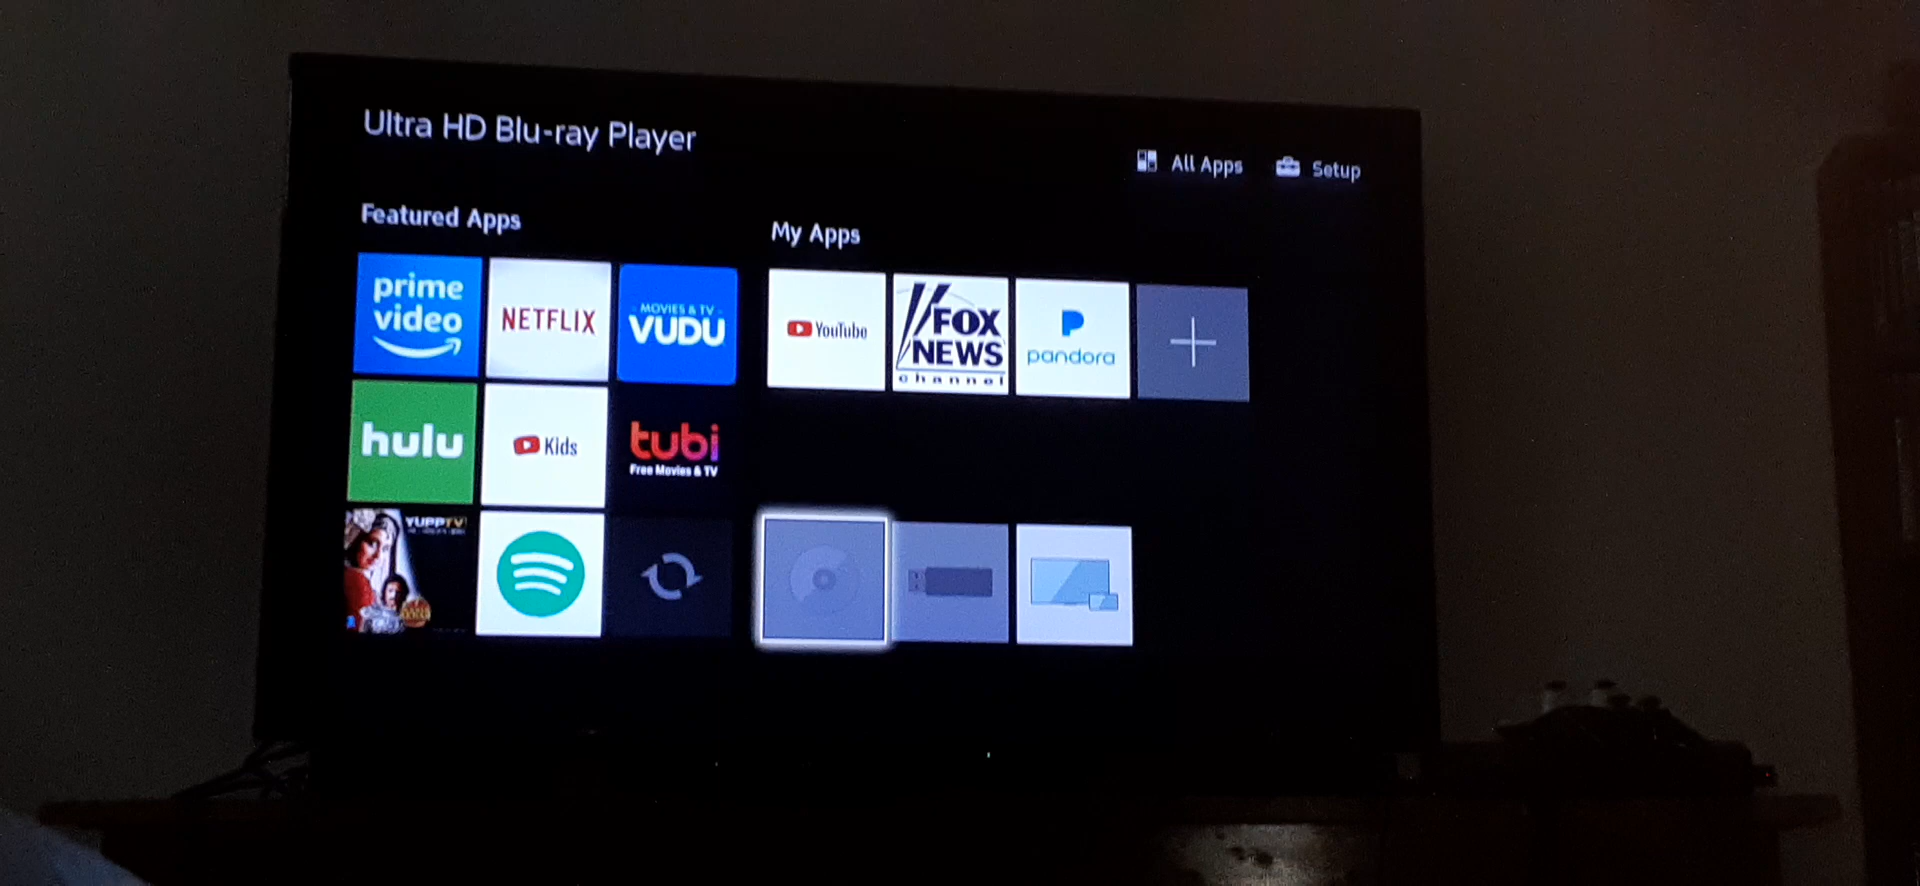 Ultra HD Blu-ray Player
All Apps
Setup
Featured Apps
My Apps
prime
video
NETFLIX
MOVIES & TV
VUDU
YouTube
FOX
NEWS
channel
pandora
hulu
Kids
tubi
Free Movies & TV
YUPPTV